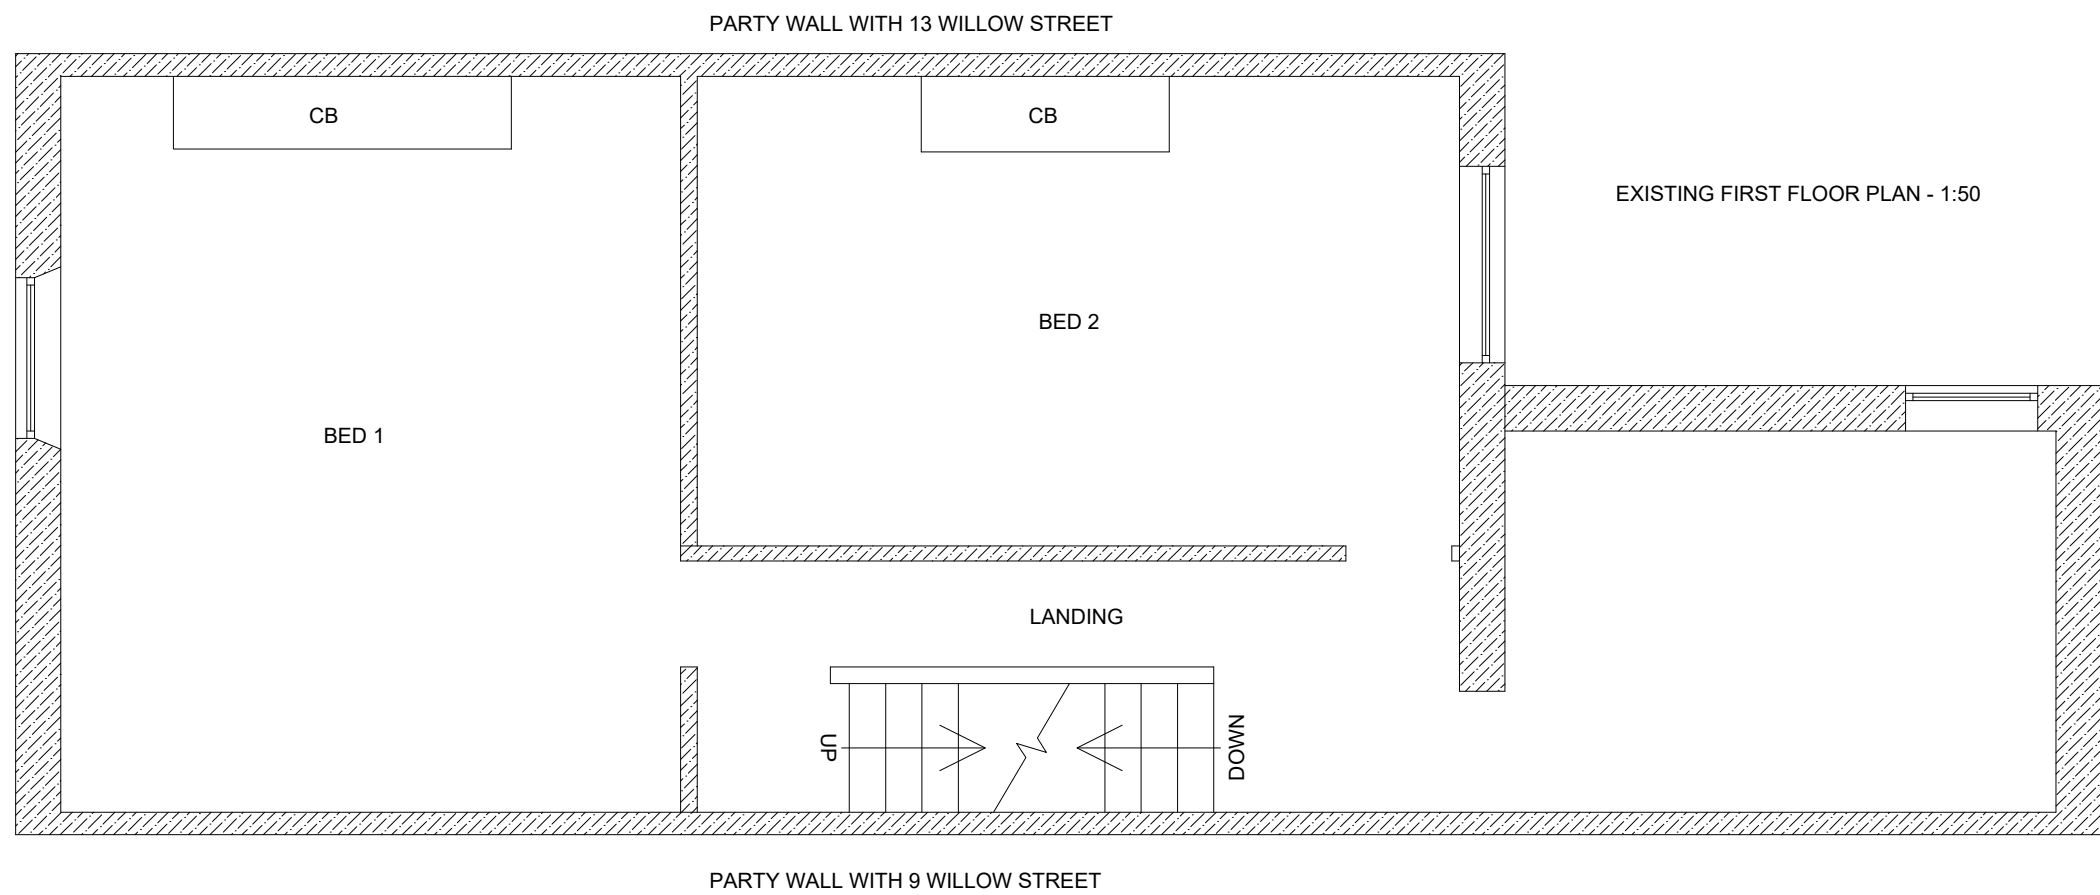 PARTY WALL WITH 13 WILLOW STREET
CB
CB
EXISTING FIRST FLOOR PLAN - 1:50
BED 2
BED 1
LANDING
UP
DOWN
PARTY WALL WITH 9 WILLOW STREET